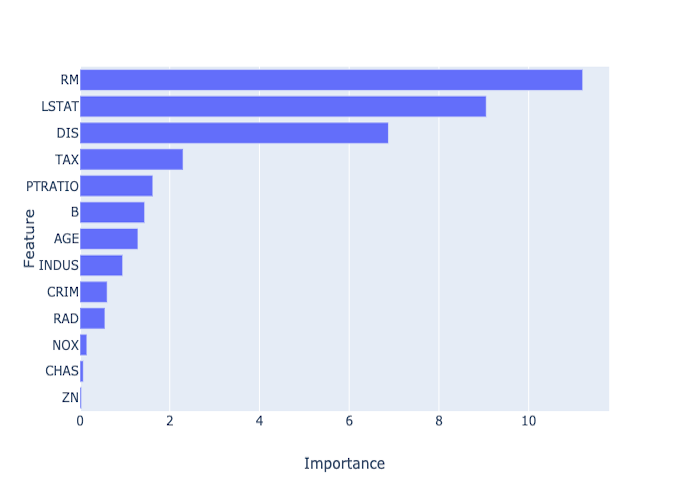 RM
LSTAT
DIS
TAX
PTRATIO
B
AGE
INDUS
CRIM
RAD
NOX
CHAS
ZN
Feature
0 2 4 6 8 10
Importance